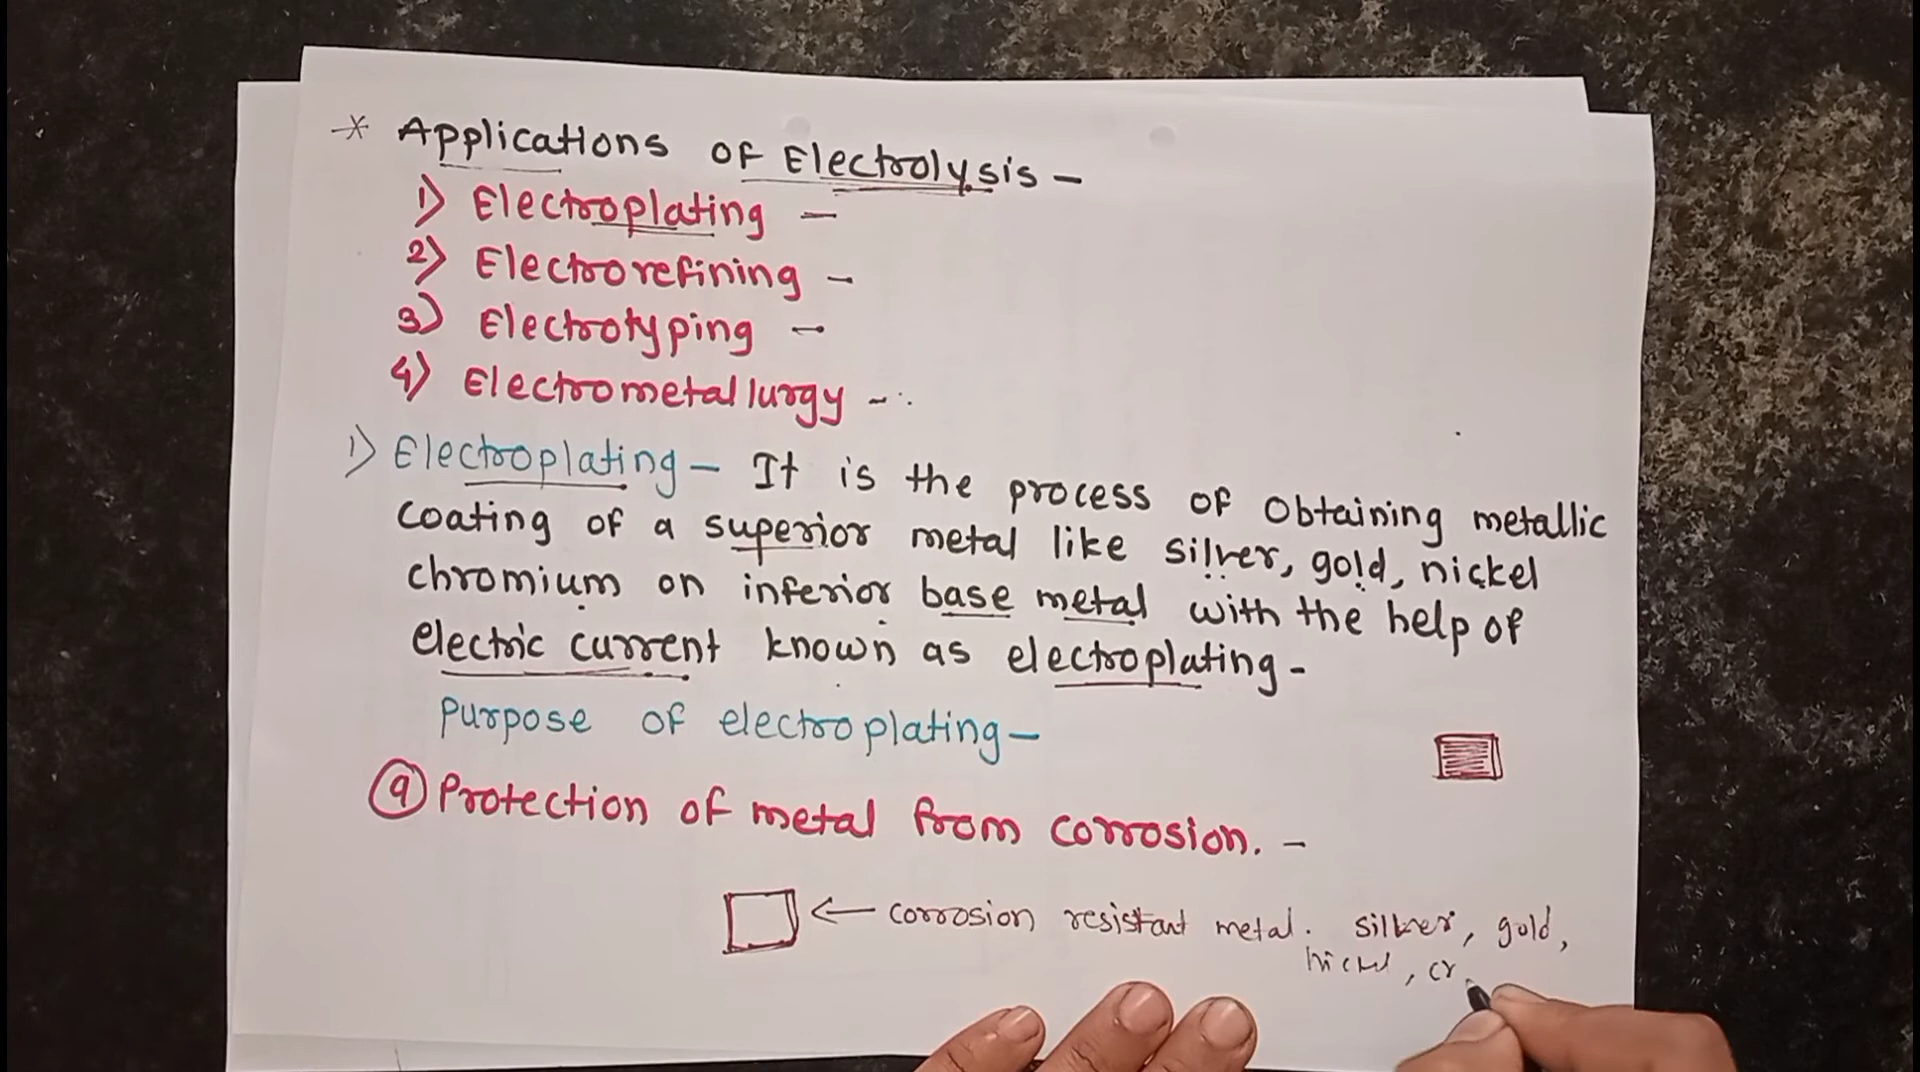 * Applications of Electrolysis -
1) Electroplating -
2) Electrorefining -
3) Electrotyping -
4) Electrometallurgy -
1) Electroplating - It is the process of obtaining metallic
coating of a superior metal like silver, gold, nickel
chromium on inferior base metal with the help of
electric current known as electroplating -
Purpose of electroplating -
a Protection of metal from corrosion. -
← corrosion resistant metal. silver, gold,
nickel, cr